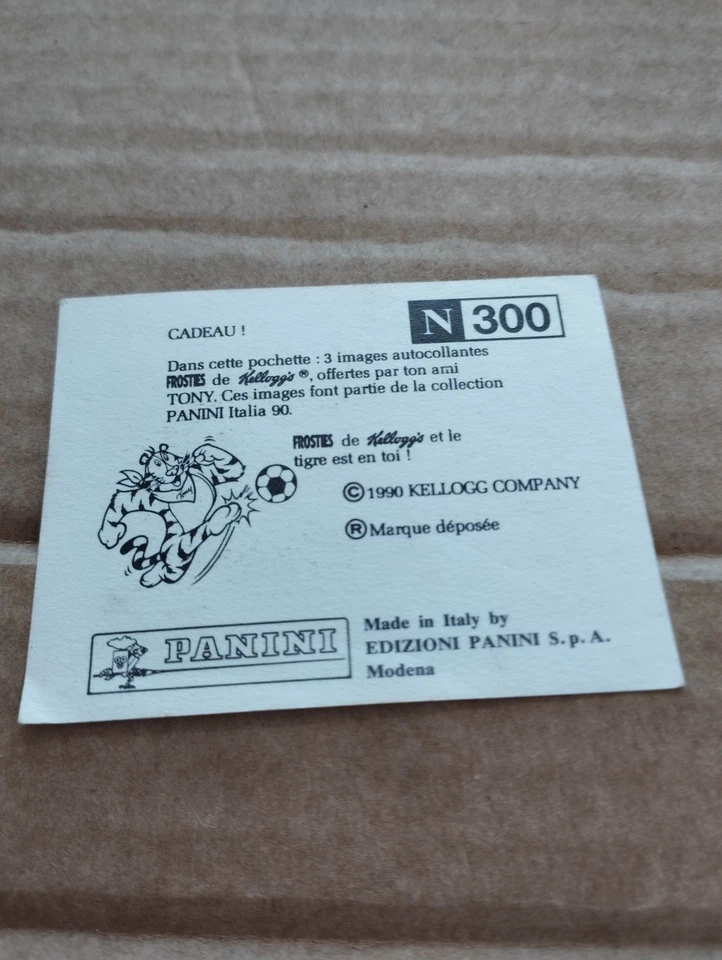 N 300
CADEAU !
Dans cette pochette : 3 images autocollantes
FROSTIES de Kellogg's ®, offertes par ton ami
TONY. Ces images font partie de la collection
PANINI Italia 90.
FROSTIES de Kellogg's et le
tigre est en toi !
Tony
© 1990 KELLOGG COMPANY
® Marque déposée
PANINI
Made in Italy by
EDIZIONI PANINI S.p.A.
Modena